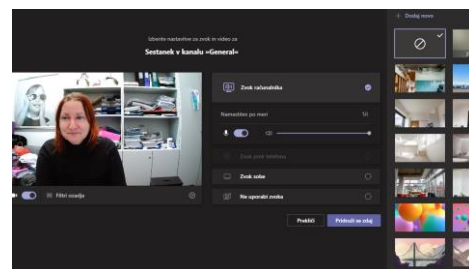 + Dodaj novo
Izberite nastavitve za zvok in video za
Sestanek v kanalu »General«
Zvok računalnika
Namestitev po meri
Zvok prek telefona
Zvok sobe
Filtri ozadja
Ne uporabi zvoka
Prekliči
Pridruži se zdaj